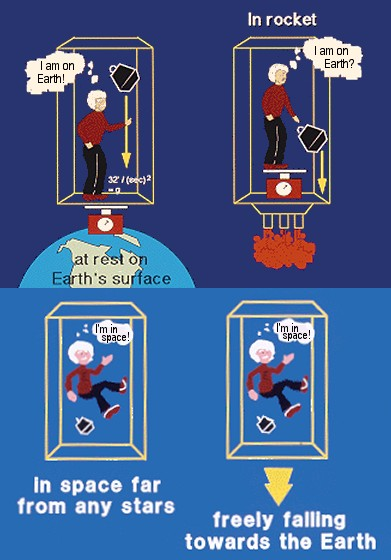 In rocket
I am on
Earth!
I am on
Earth?
32' / (sec)²
= g
at rest on
Earth's surface
I'm in
space!
I'm in
space!
in space far
from any stars
freely falling
towards the Earth